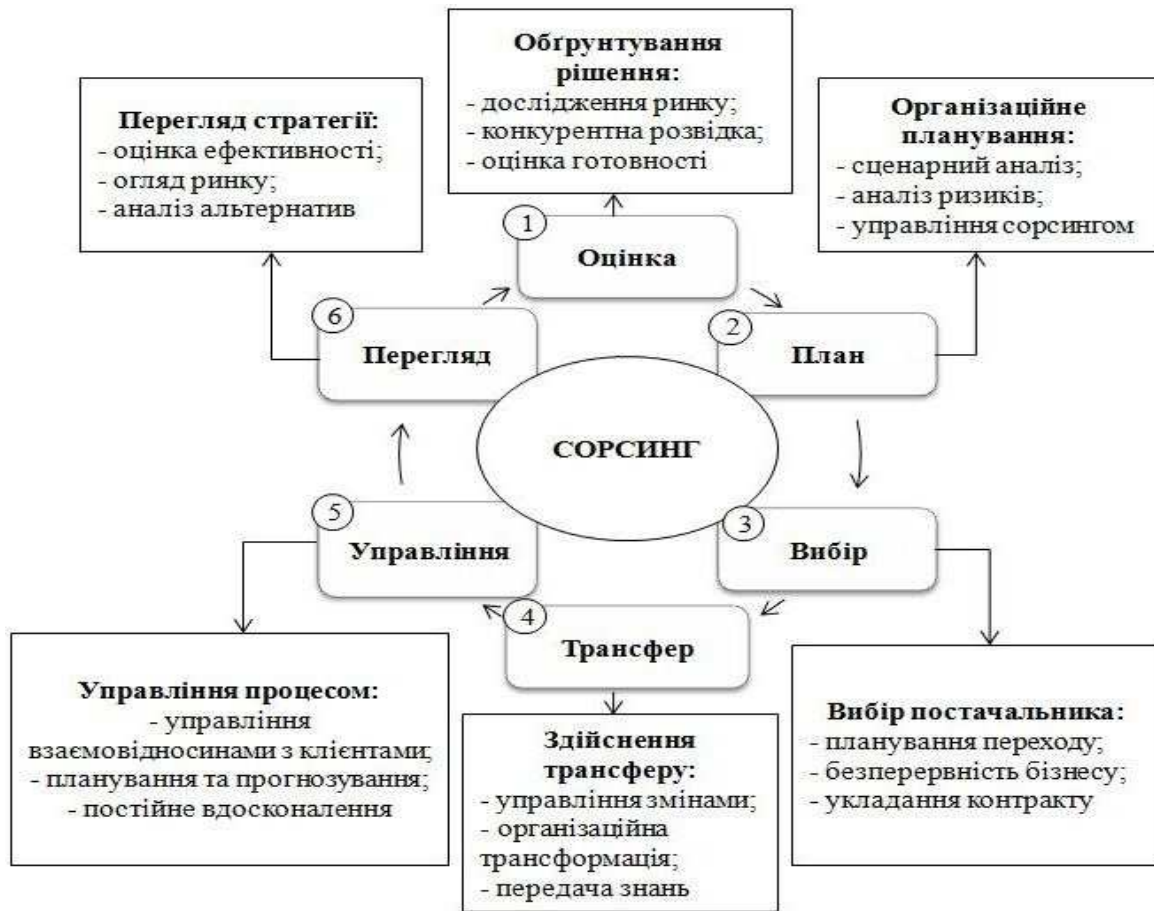 Обґрунтування
рішення:
- дослідження ринку;
- конкурентна розвідка;
- оцінка готовності
Перегляд стратегії:
- оцінка ефективності;
- огляд ринку;
- аналіз альтернатив
Організаційне
планування:
- сценарний аналіз;
- аналіз ризиків;
- управління сорсингом
1
Оцінка
6
Перегляд
2
План
СОРСИНГ
5
Управління
3
Вибір
4
Трансфер
Управління процесом:
- управління
взаємовідносинами з клієнтами;
- планування та прогнозування;
- постійне вдосконалення
Здійснення
трансферу:
- управління змінами;
- організаційна
трансформація;
- передача знань
Вибір постачальника:
- планування переходу;
- безперервність бізнесу;
- укладання контракту